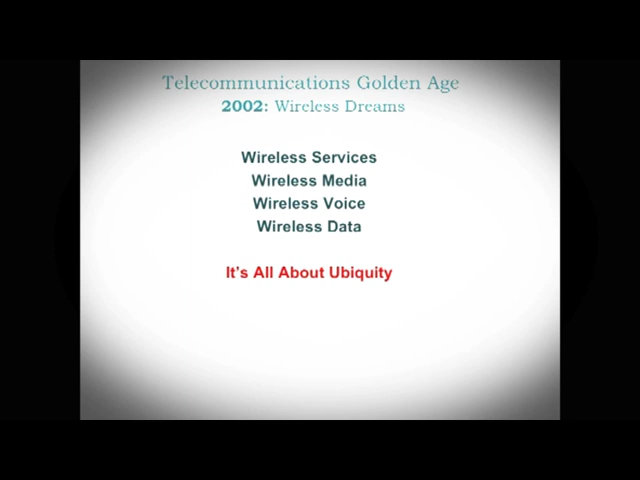 Telecommunications Golden Age
2002: Wireless Dreams
Wireless Services
Wireless Media
Wireless Voice
Wireless Data
It's All About Ubiquity